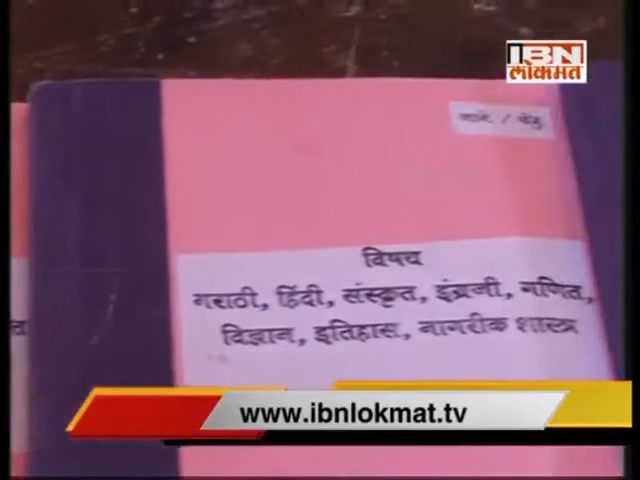 IBN
लोकमत
विषय
मराठी, हिंदी, संस्कृत, इंग्रजी, गणित,
विज्ञान, इतिहास, नागरीक शास्त्र
www.ibnlokmat.tv